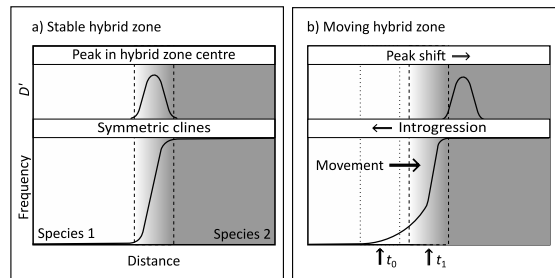 a) Stable hybrid zone
Peak in hybrid zone centre
D'
Symmetric clines
Frequency
Species 1
Species 2
Distance
b) Moving hybrid zone
Peak shift →
← Introgression
Movement
t0
t1